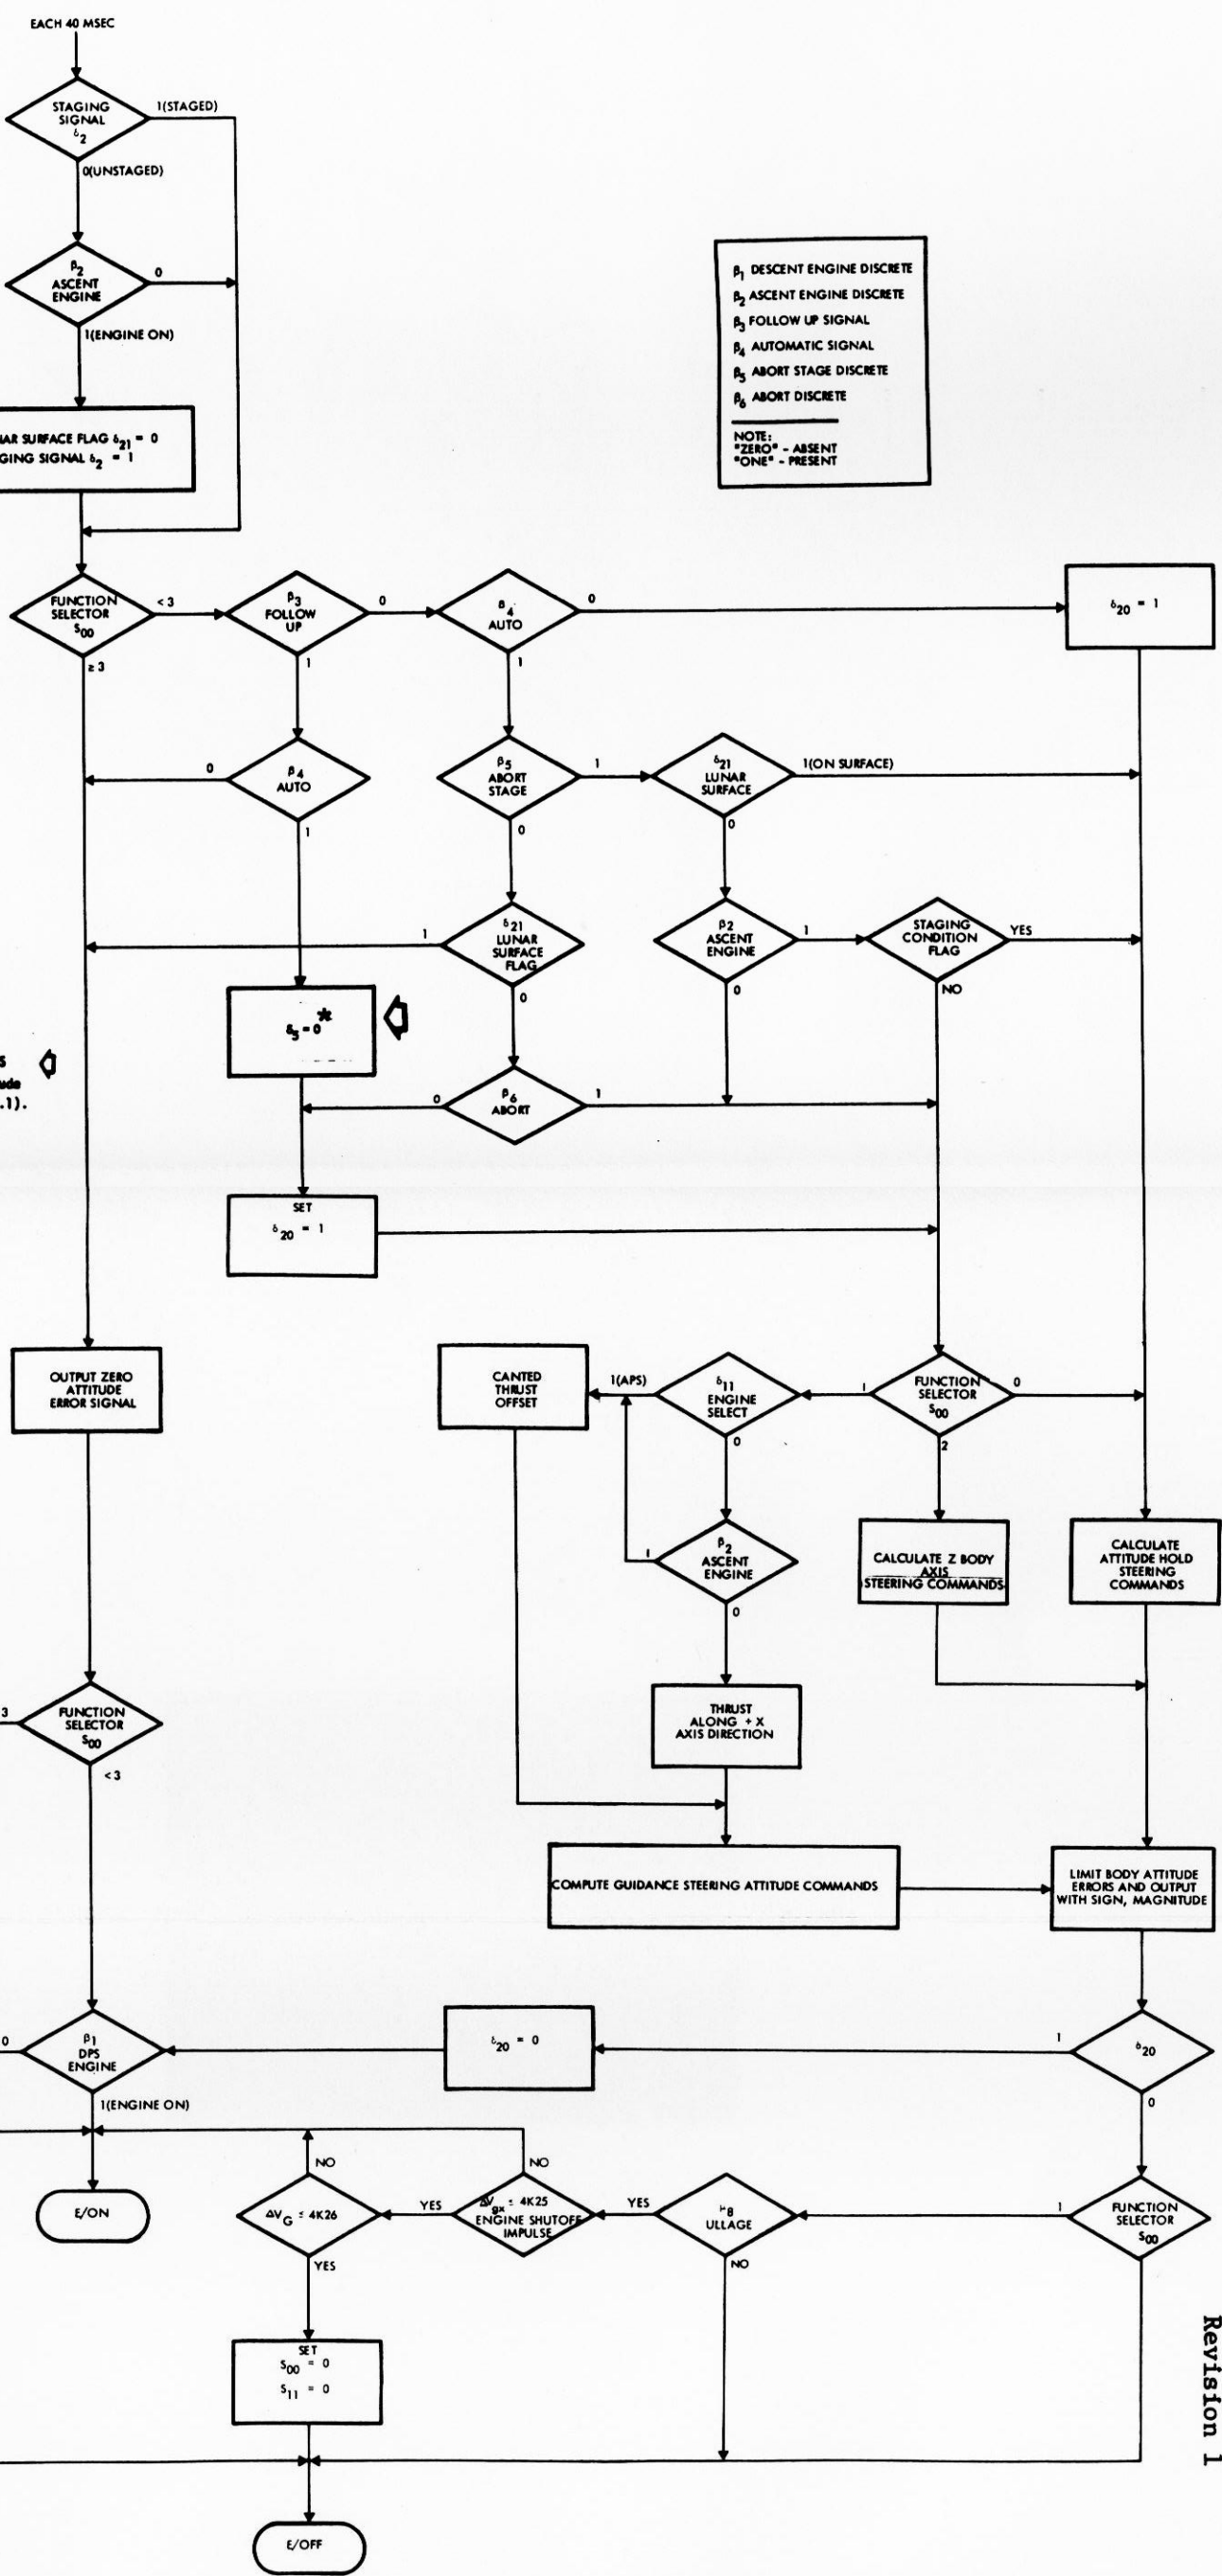 EACH 40 MSEC
STAGING
SIGNAL
δ2
1(STAGED)
0(UNSTAGED)
β2
ASCENT
ENGINE
0
1(ENGINE ON)
β1 DESCENT ENGINE DISCRETE
β2 ASCENT ENGINE DISCRETE
β3 FOLLOW UP SIGNAL
β4 AUTOMATIC SIGNAL
β5 ABORT STAGE DISCRETE
β6 ABORT DISCRETE
NOTE:
"ZERO" - ABSENT
"ONE" - PRESENT
SURFACE FLAG δ21 = 0
SIGNAL δ2 = 1
FUNCTION
SELECTOR
S00
< 3
≥ 3
β3
FOLLOW
UP
0
1
β4
AUTO
0
1
δ20 = 1
β4
AUTO
0
1
β5
ABORT
STAGE
1
0
δ21
LUNAR
SURFACE
1(ON SURFACE)
0
δ21
LUNAR
SURFACE
FLAG
1
0
β2
ASCENT
ENGINE
1
0
STAGING
CONDITION
FLAG
YES
NO
δ5 = 0*
.1).
β6
ABORT
0
1
SET
δ20 = 1
OUTPUT ZERO
ATTITUDE
ERROR SIGNAL
CANTED
THRUST
OFFSET
1(APS)
δ11
ENGINE
SELECT
0
1
FUNCTION
SELECTOR
S00
0
2
β2
ASCENT
ENGINE
1
0
CALCULATE Z BODY
AXIS
STEERING COMMANDS
CALCULATE
ATTITUDE HOLD
STEERING
COMMANDS
3
FUNCTION
SELECTOR
S00
< 3
THRUST
ALONG + X
AXIS DIRECTION
COMPUTE GUIDANCE STEERING ATTITUDE COMMANDS
LIMIT BODY ATTITUDE
ERRORS AND OUTPUT
WITH SIGN, MAGNITUDE
0
β1
DPS
ENGINE
1(ENGINE ON)
δ20 = 0
1
δ20
0
E/ON
NO
ΔVG ≤ 4K26
YES
NO
ΔVgx ≤ 4K25
ENGINE SHUTOFF
IMPULSE
YES
μ8
ULLAGE
YES
NO
1
FUNCTION
SELECTOR
S00
SET
S00 = 0
S11 = 0
E/OFF
Revision 1